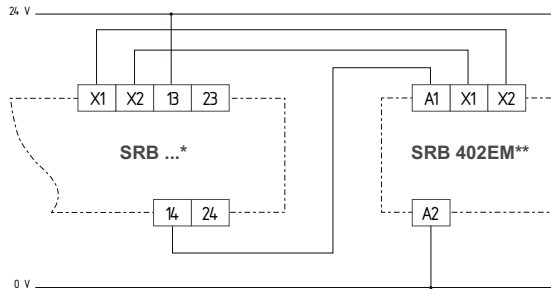 24 V
X1 X2 13 23
A1 X1 X2
SRB ...*
SRB 402EM**
14 24
A2
0 V